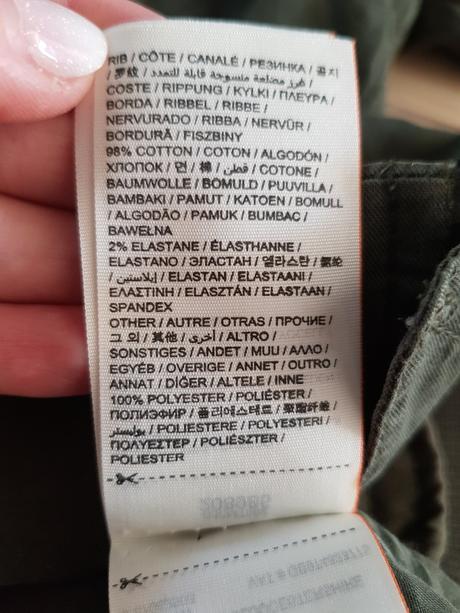 RIB / CÔTE / CANALÉ / РЕЗИНКА / 골지
/ 罗纹 / طرز مضلعة منسوجة قابلة للتمدد /
COSTE / RIPPUNG / KYLKI / ΠΛΕΥΡΑ /
BORDA / RIBBEL / RIBBE /
NERVURADO / RIBBA / NERVÜR /
BORDURĂ / FISZBINY
98% COTTON / COTON / ALGODÓN /
ХЛОПОК / 면 / 棉 / قطن / COTONE /
BAUMWOLLE / BOMULD / PUUVILLA /
BAMBAKI / PAMUT / KATOEN / BOMULL
/ ALGODÃO / PAMUK / BUMBAC /
BAWEŁNA
2% ELASTANE / ÉLASTHANNE /
ELASTANO / ЭЛАСТАН / 엘라스탄 / 氨纶
/ إيلاستين / ELASTAN / ELASTAANI /
ΕΛΑΣΤΙΝΗ / ELASZTÁN / ELASTAAN /
SPANDEX
OTHER / AUTRE / OTRAS / ПРОЧИЕ /
그 외 / 其他 / أخرى / ALTRO /
SONSTIGES / ANDET / MUU / ΑΛΛΟ /
EGYÉB / OVERIGE / ANNET / OUTRO /
ANNAT / DİĞER / ALTELE / INNE
100% POLYESTER / POLIÉSTER /
ПОЛИЭФИР / 폴리에스테르 / 聚酯纤维 /
بوليستر / POLIESTERE / POLYESTERI /
ΠΟΛΥΕΣΤΕΡ / POLIÉSZTER /
POLIESTER